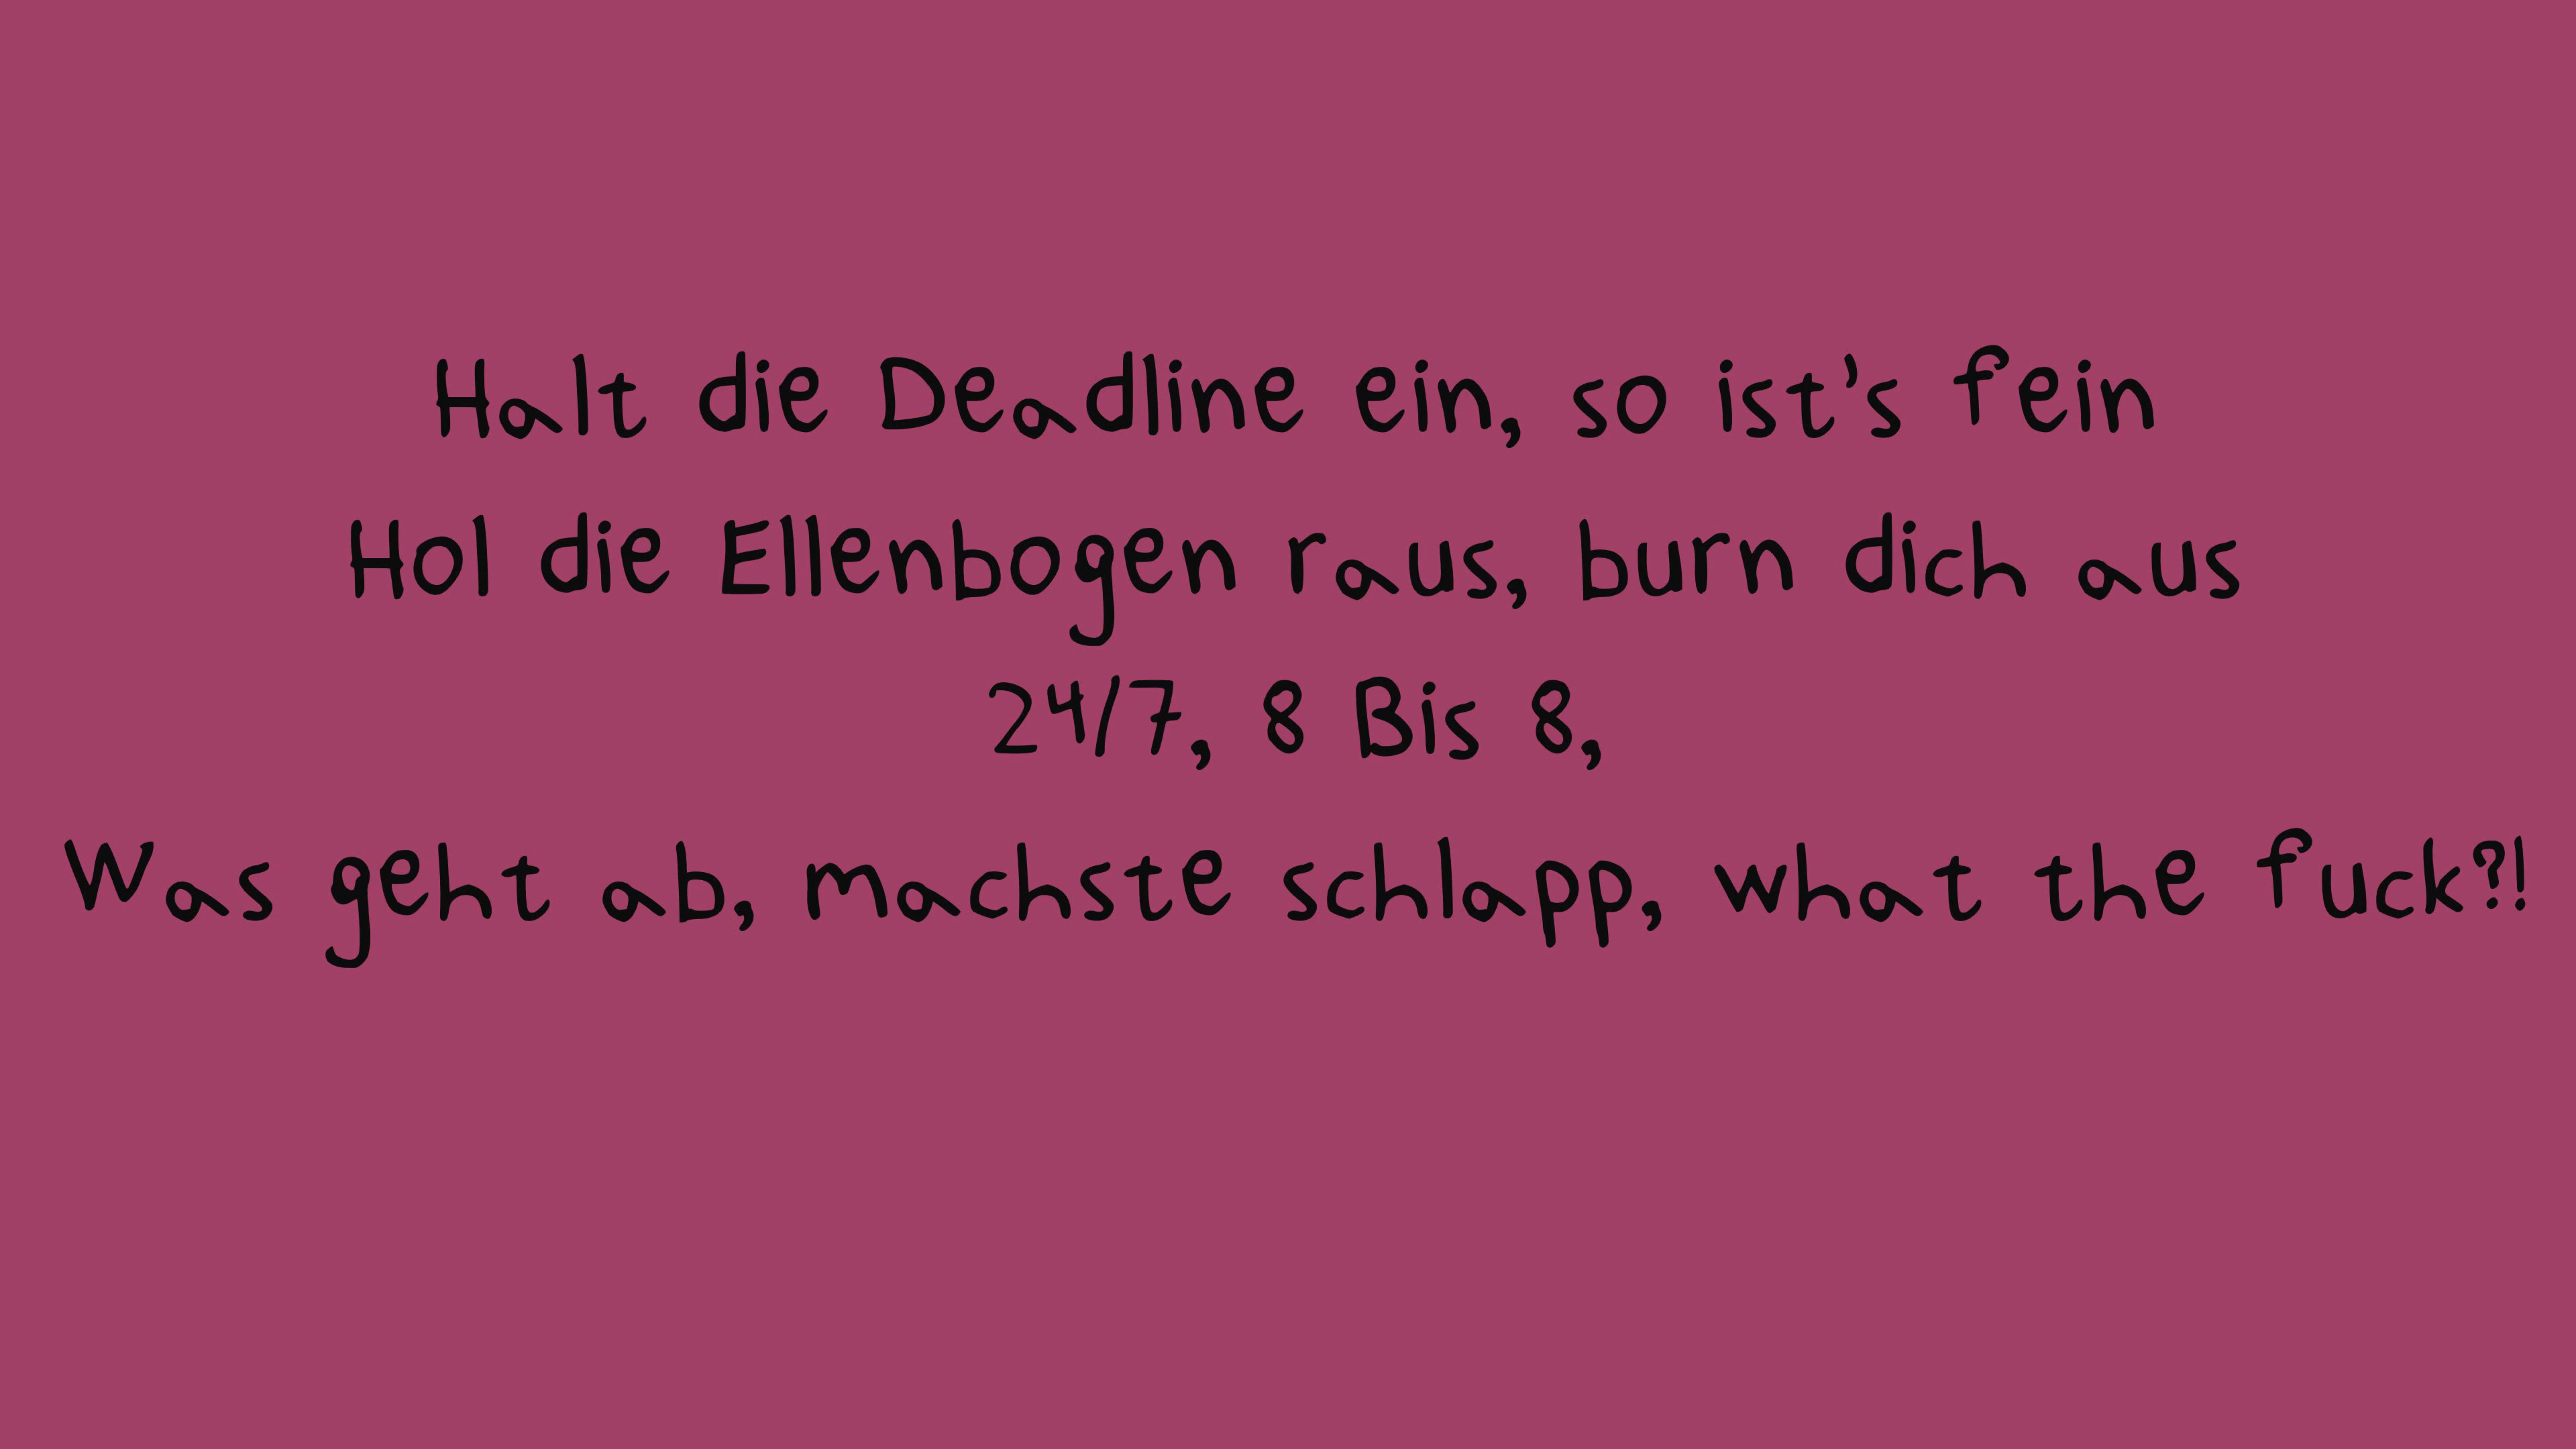 Halt die Deadline ein, so ist's fein
Hol die Ellenbogen raus, burn dich aus
24/7, 8 Bis 8,
Was geht ab, machste schlapp, what the fuck?!